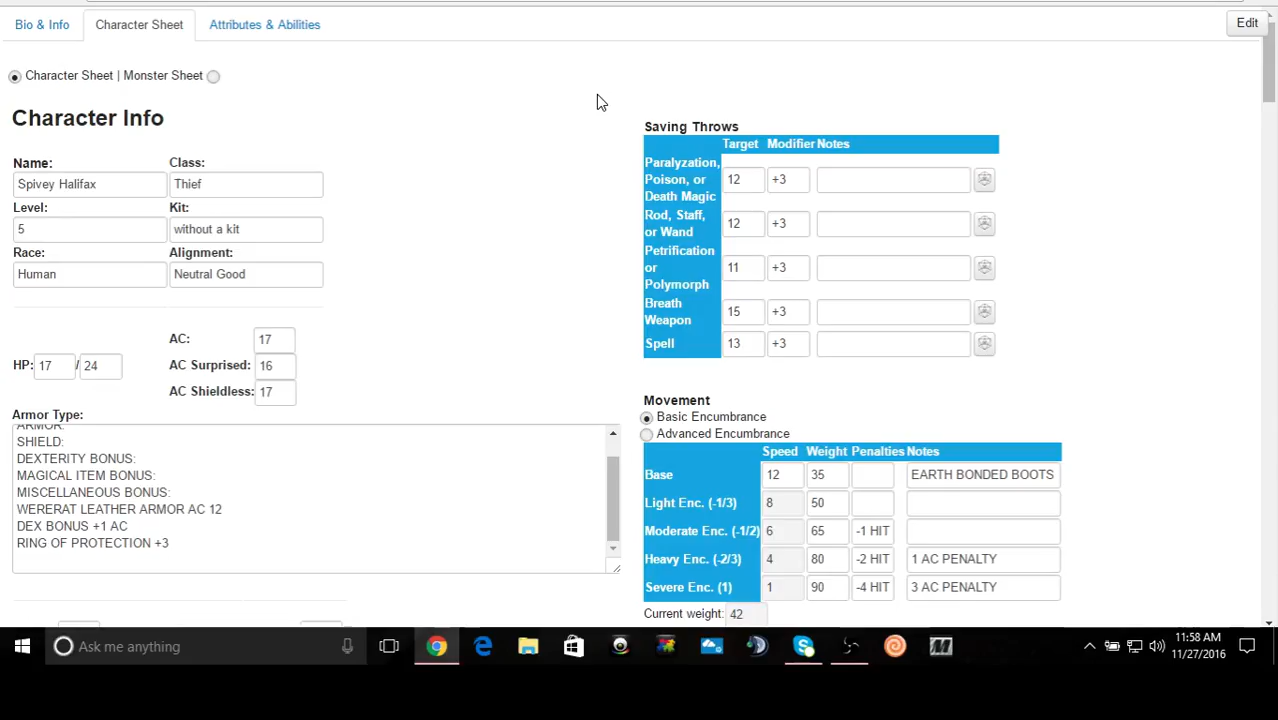 Bio & Info
Character Sheet
Attributes & Abilities
Edit
Character Sheet | Monster Sheet
Character Info
Name:
Class:
Spivey Halifax
Thief
Level:
Kit:
5
without a kit
Race:
Alignment:
Human
Neutral Good
AC: 17
HP: 17 / 24
AC Surprised: 16
AC Shieldless: 17
Armor Type:
ARMOR:
SHIELD:
DEXTERITY BONUS:
MAGICAL ITEM BONUS:
MISCELLANEOUS BONUS:
WERERAT LEATHER ARMOR AC 12
DEX BONUS +1 AC
RING OF PROTECTION +3
Saving Throws
Target Modifier Notes
Paralyzation,
Poison, or 12 +3
Death Magic
Rod, Staff,
or Wand 12 +3
Petrification
or 11 +3
Polymorph
Breath
Weapon 15 +3
Spell 13 +3
Movement
Basic Encumbrance
Advanced Encumbrance
Speed Weight Penalties Notes
Base 12 35 EARTH BONDED BOOTS
Light Enc. (-1/3) 8 50
Moderate Enc. (-1/2) 6 65 -1 HIT
Heavy Enc. (-2/3) 4 80 -2 HIT 1 AC PENALTY
Severe Enc. (1) 1 90 -4 HIT 3 AC PENALTY
Current weight: 42
Ask me anything
11:58 AM
11/27/2016